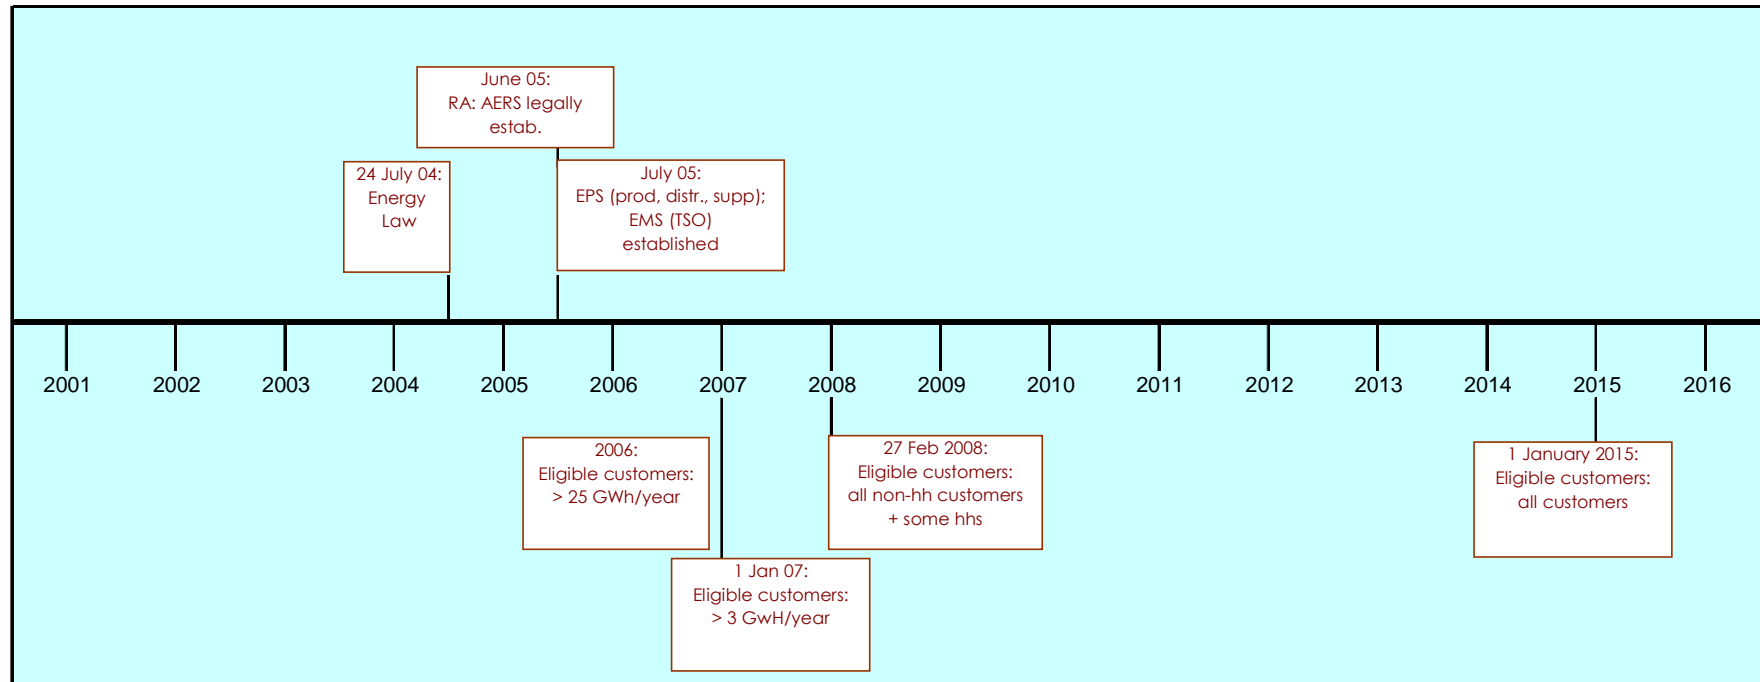 June 05:
RA: AERS legally
estab.
24 July 04:
Energy
Law
July 05:
EPS (prod, distr., supp);
EMS (TSO)
established
2001 2002 2003 2004 2005 2006 2007 2008 2009 2010 2011 2012 2013 2014 2015 2016
2006:
Eligible customers:
> 25 GWh/year
27 Feb 2008:
Eligible customers:
all non-hh customers
+ some hhs
1 January 2015:
Eligible customers:
all customers
1 Jan 07:
Eligible customers:
> 3 GwH/year